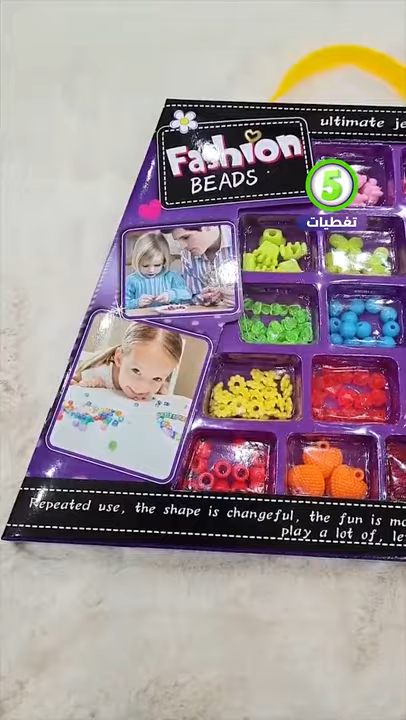 ultimate je
Fashion
BEADS
5
تغطيات
Repeated use, the shape is changeful, the fun is mo
play a lot of, le